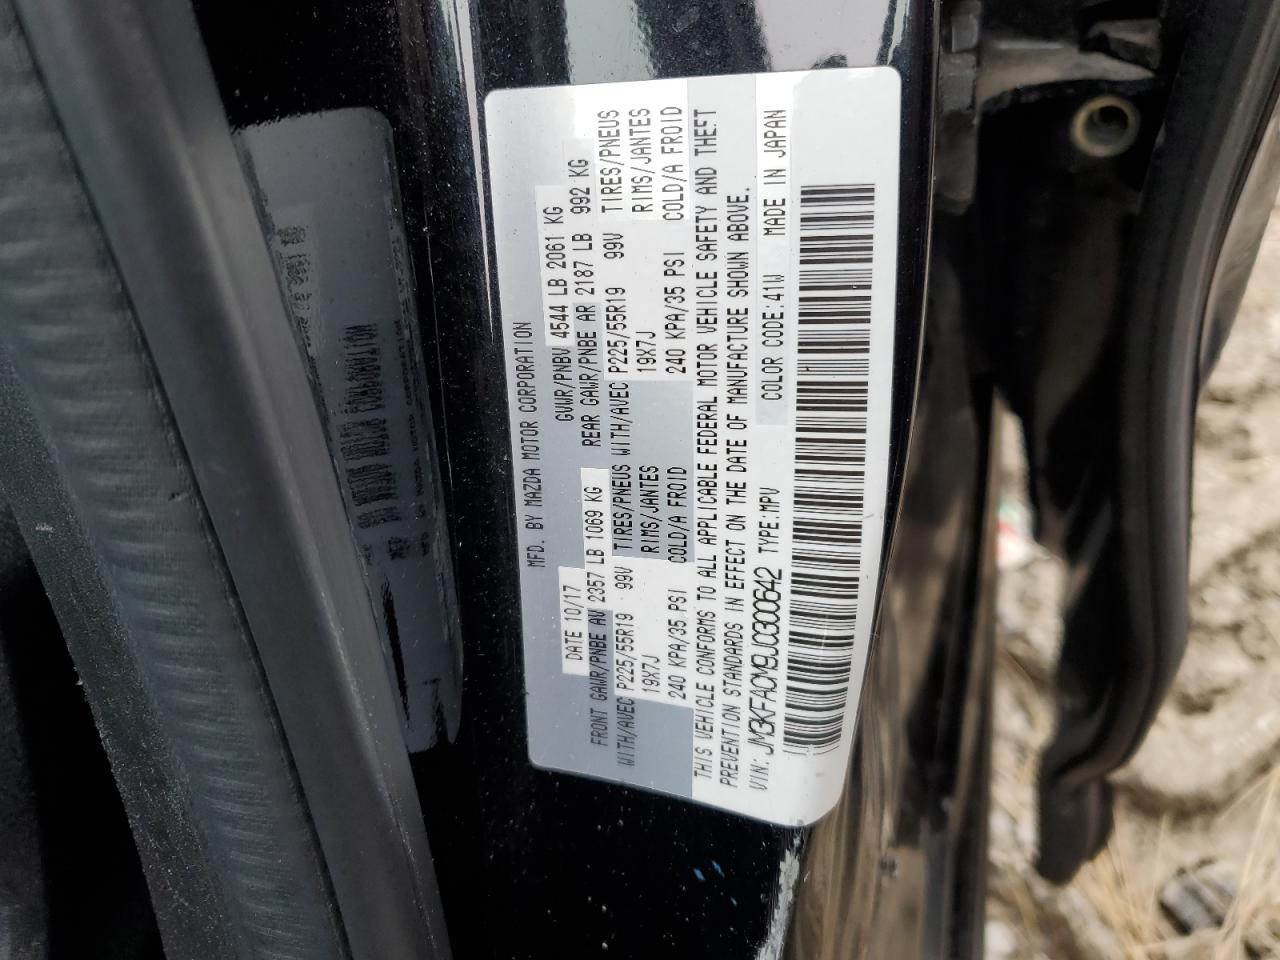 MFD. BY MAZDA MOTOR CORPORATION
DATE 10/17 GVWR/PNBV 4544 LB 2061 KG
FRONT GAWR/PNBE AV 2357 LB 1069 KG REAR GAWR/PNBE AR 2187 LB 992 KG
WITH/AVEC P225/55R19 99V TIRES/PNEUS WITH/AVEC P225/55R19 99V TIRES/PNEUS
19X7J RIMS/JANTES 19X7J RIMS/JANTES
240 KPA/35 PSI COLD/A FROID 240 KPA/35 PSI COLD/A FROID
THIS VEHICLE CONFORMS TO ALL APPLICABLE FEDERAL MOTOR VEHICLE SAFETY AND THEFT
PREVENTION STANDARDS IN EFFECT ON THE DATE OF MANUFACTURE SHOWN ABOVE.
VIN: JM3KFACM9J0300642 TYPE:MPV COLOR CODE:41W MADE IN JAPAN